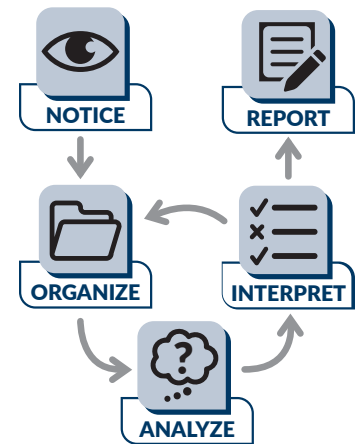 NOTICE
REPORT
ORGANIZE
INTERPRET
?
ANALYZE